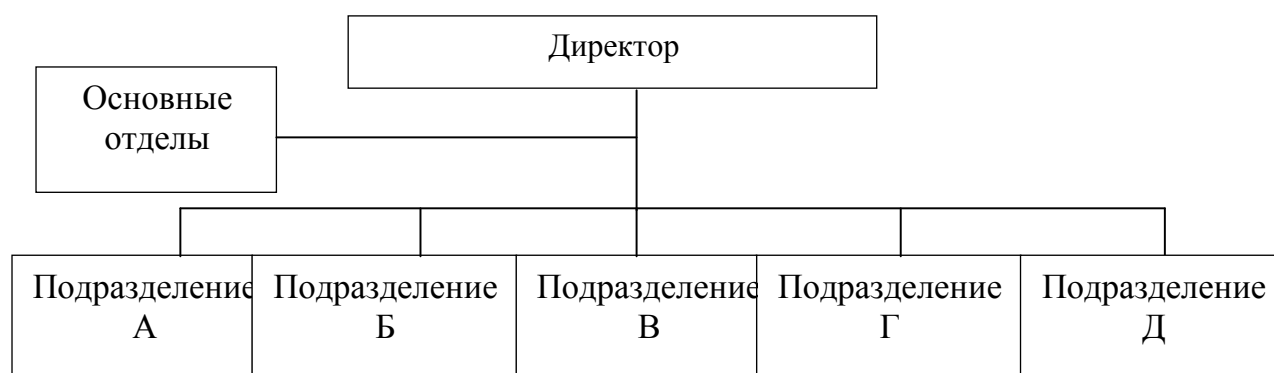 Директор
Основные
отделы
Подразделение
А
Подразделение
Б
Подразделение
В
Подразделение
Г
Подразделение
Д